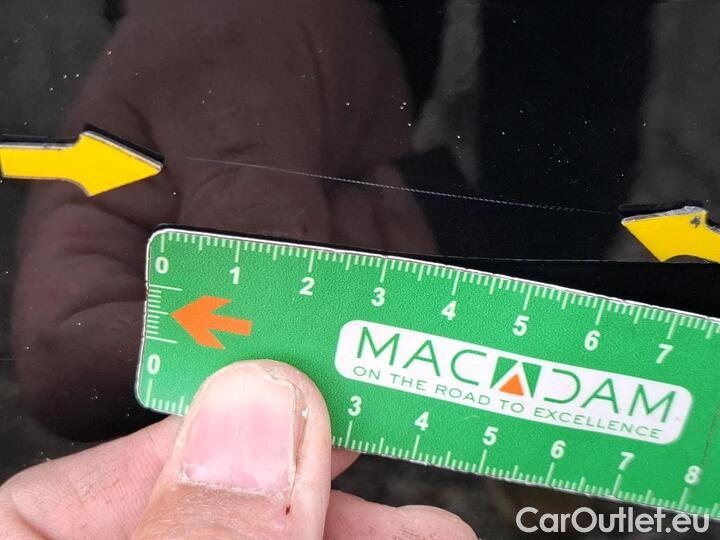 0 1 2 3 4 5 6 7
MACADAM
ON THE ROAD TO EXCELLENCE
0 3 4 5 6 7 8
CarOutlet.eu